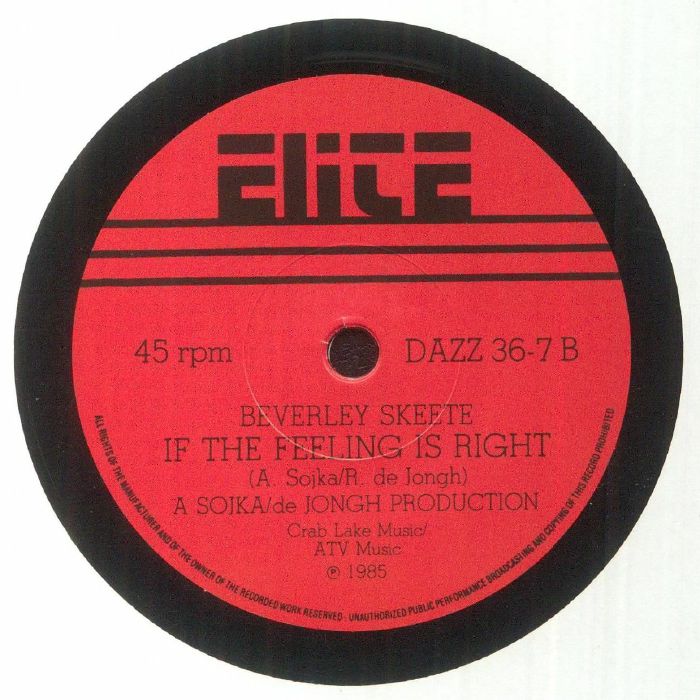 ELITE
45 rpm
DAZZ 36-7 B
BEVERLEY SKEETE
IF THE FEELING IS RIGHT
(A. Sojka/R. de Jongh)
A SOJKA/de JONGH PRODUCTION
Crab Lake Music/
ATV Music
℗ 1985
ALL RIGHTS OF THE MANUFACTURER AND OF THE OWNER OF THE RECORDED WORK RESERVED · UNAUTHORIZED PUBLIC PERFORMANCE BROADCASTING AND COPYING OF THIS RECORD PROHIBITED